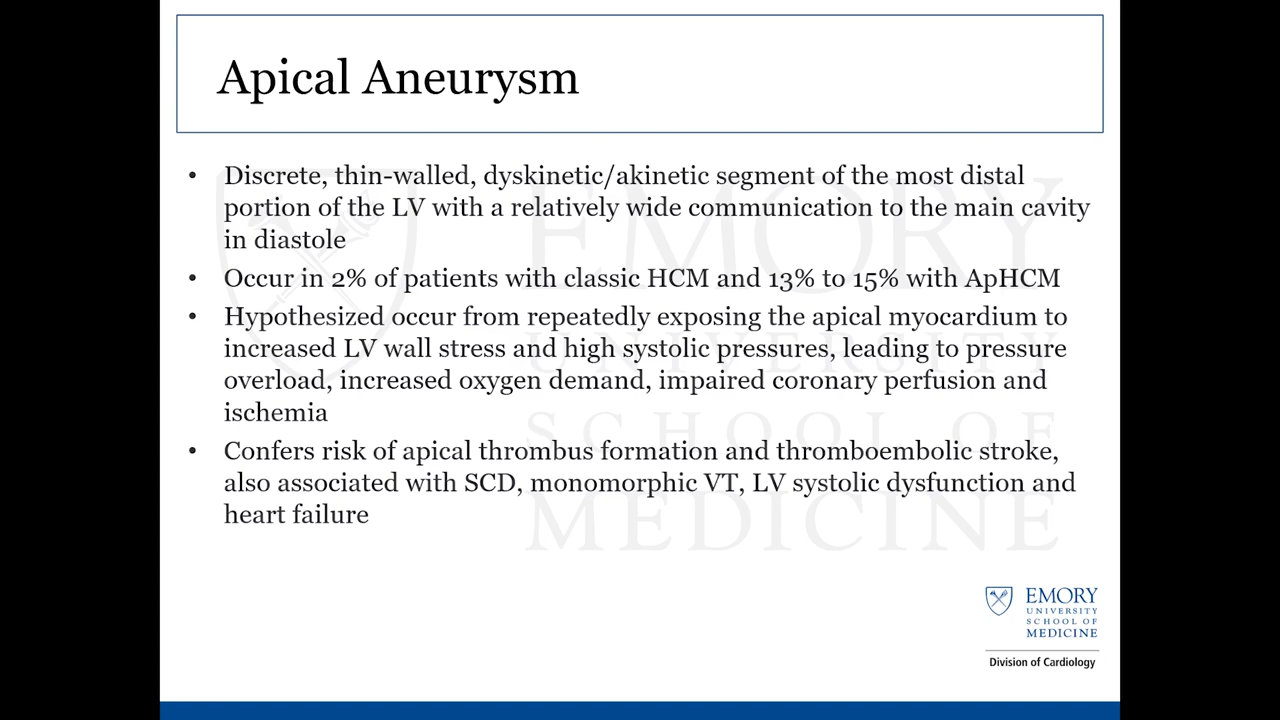 Apical Aneurysm
• Discrete, thin-walled, dyskinetic/akinetic segment of the most distal
portion of the LV with a relatively wide communication to the main cavity
in diastole
• Occur in 2% of patients with classic HCM and 13% to 15% with ApHCM
• Hypothesized occur from repeatedly exposing the apical myocardium to
increased LV wall stress and high systolic pressures, leading to pressure
overload, increased oxygen demand, impaired coronary perfusion and
ischemia
• Confers risk of apical thrombus formation and thromboembolic stroke,
also associated with SCD, monomorphic VT, LV systolic dysfunction and
heart failure
EMORY
UNIVERSITY
SCHOOL OF
MEDICINE
EMORY
UNIVERSITY
SCHOOL OF
MEDICINE
Division of Cardiology